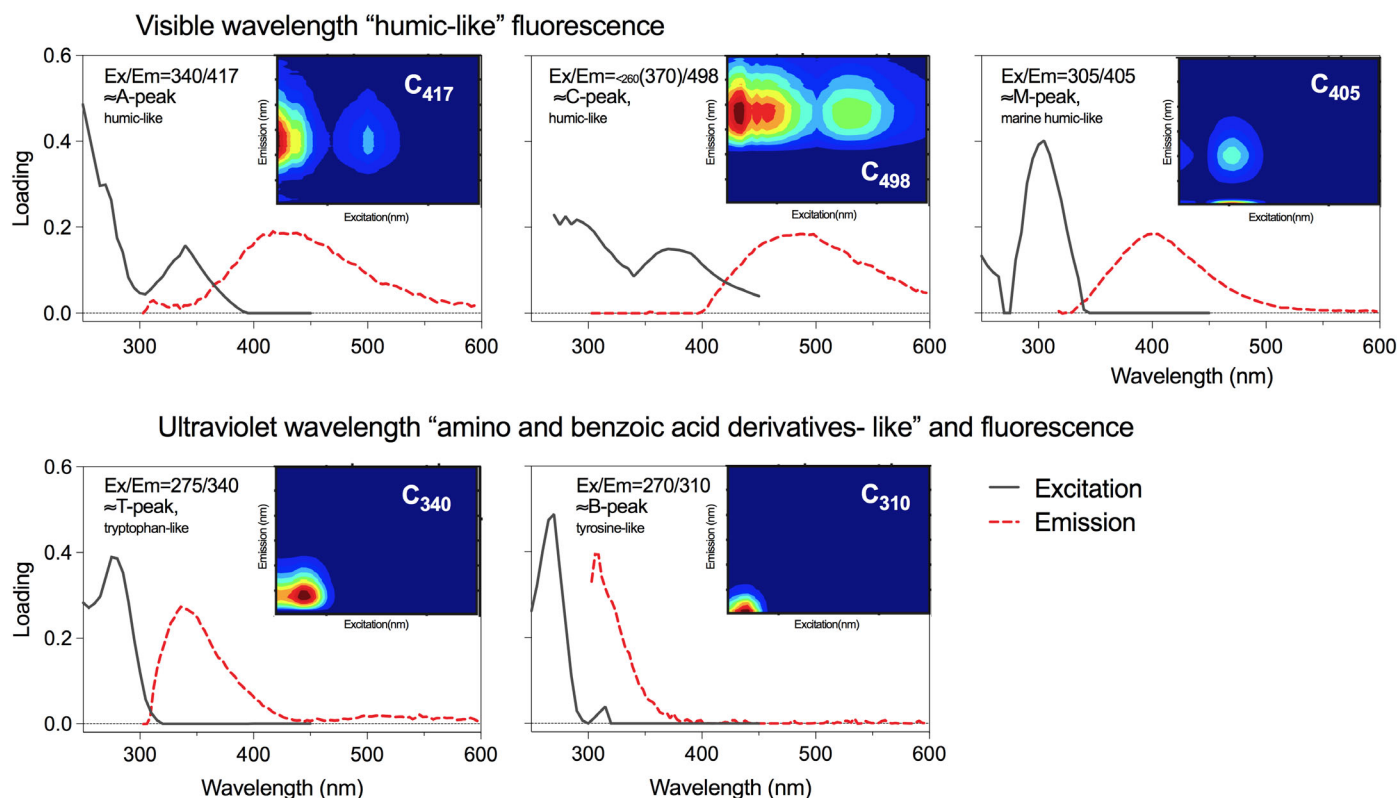 Visible wavelength “humic-like” fluorescence
0.6
0.4
0.2
0.0
Loading
Ex/Em=340/417
≈A-peak
humic-like
C417
Emission (nm)
Excitation(nm)
300 400 500 600
Ex/Em=<260(370)/498
≈C-peak,
humic-like
C498
Emission (nm)
Excitation(nm)
300 400 500 600
Ex/Em=305/405
≈M-peak,
marine humic-like
C405
Emission (nm)
Excitation(nm)
300 400 500 600
Wavelength (nm)
Ultraviolet wavelength “amino and benzoic acid derivatives- like” and fluorescence
0.6
0.4
0.2
0.0
Loading
Ex/Em=275/340
≈T-peak,
tryptophan-like
C340
Emission (nm)
Excitation(nm)
300 400 500 600
Wavelength (nm)
Ex/Em=270/310
≈B-peak
tyrosine-like
C310
Emission (nm)
Excitation(nm)
300 400 500 600
Wavelength (nm)
Excitation
Emission